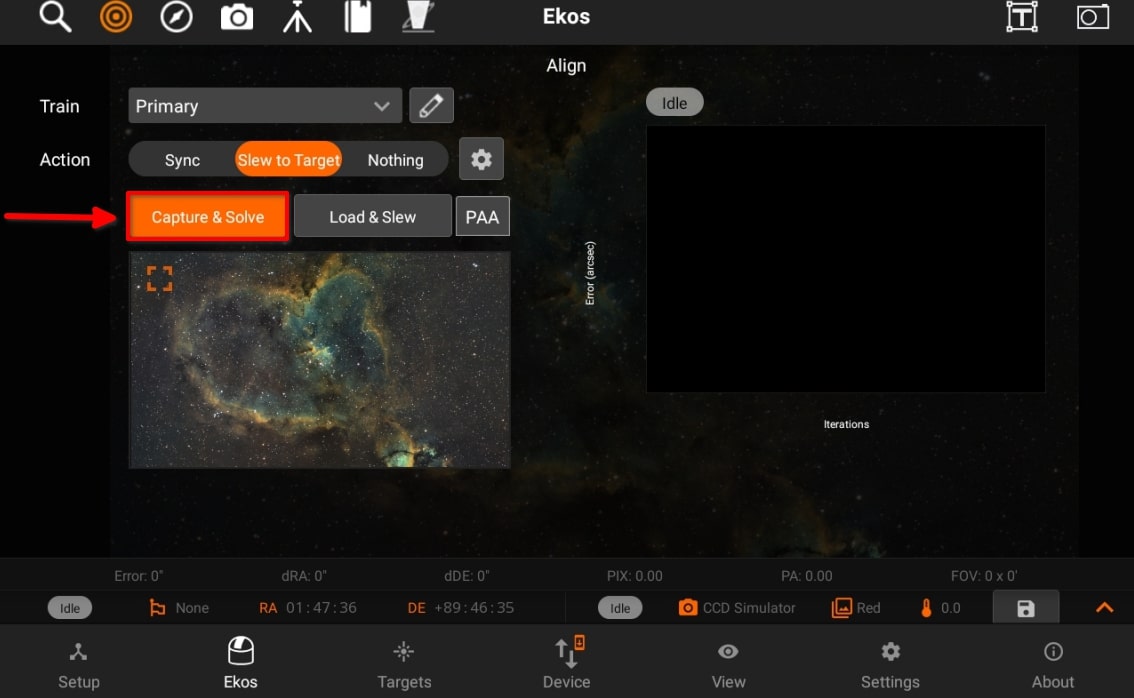 Ekos
Align
Train
Primary
Idle
Action
Sync
Slew to Target
Nothing
Capture & Solve
Load & Slew
PAA
Error (arcsec)
Iterations
Error: 0"
dRA: 0"
dDE: 0"
PIX: 0.00
PA: 0.00
FOV: 0 x 0'
Idle
None
RA 01:47:36
DE +89:46:35
Idle
CCD Simulator
Red
0.0
Setup
Ekos
Targets
Device
View
Settings
About